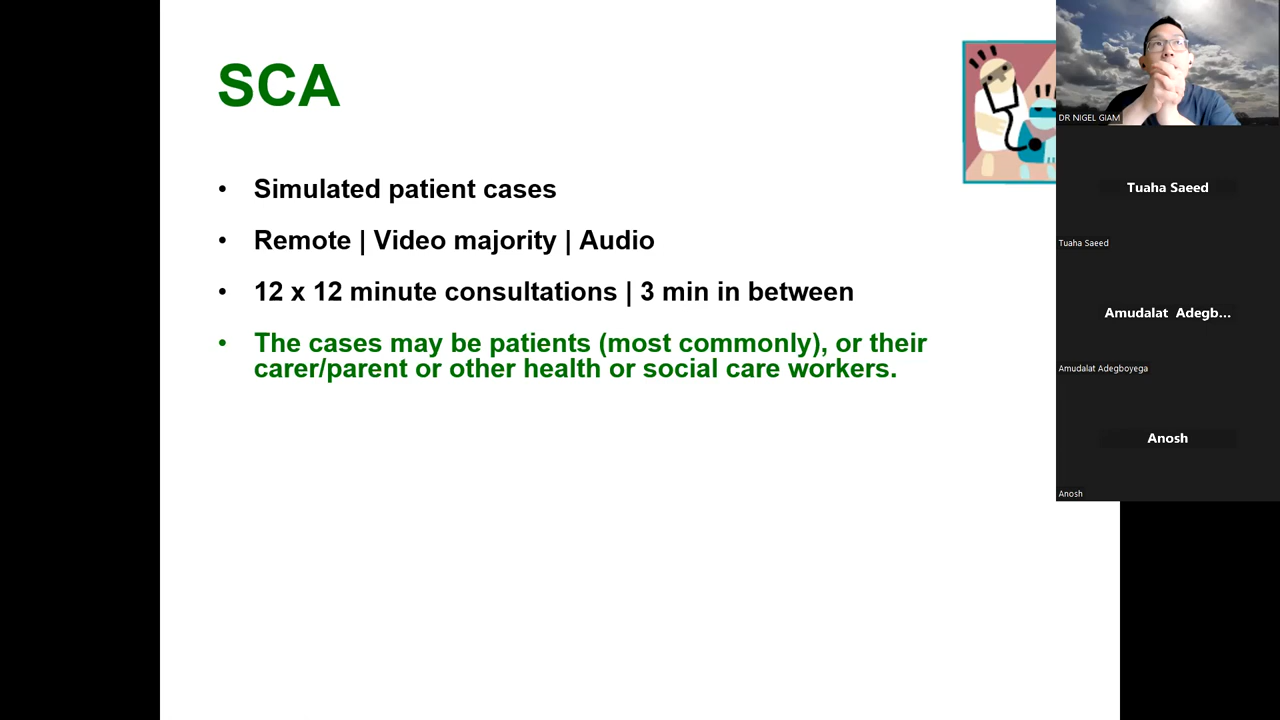 SCA
• Simulated patient cases
• Remote | Video majority | Audio
• 12 x 12 minute consultations | 3 min in between
• The cases may be patients (most commonly), or their
carer/parent or other health or social care workers.
DR NIGEL GIAM
Tuaha Saeed
Tuaha Saeed
Amudalat Adegb...
Amudalat Adegboyega
Anosh
Anosh